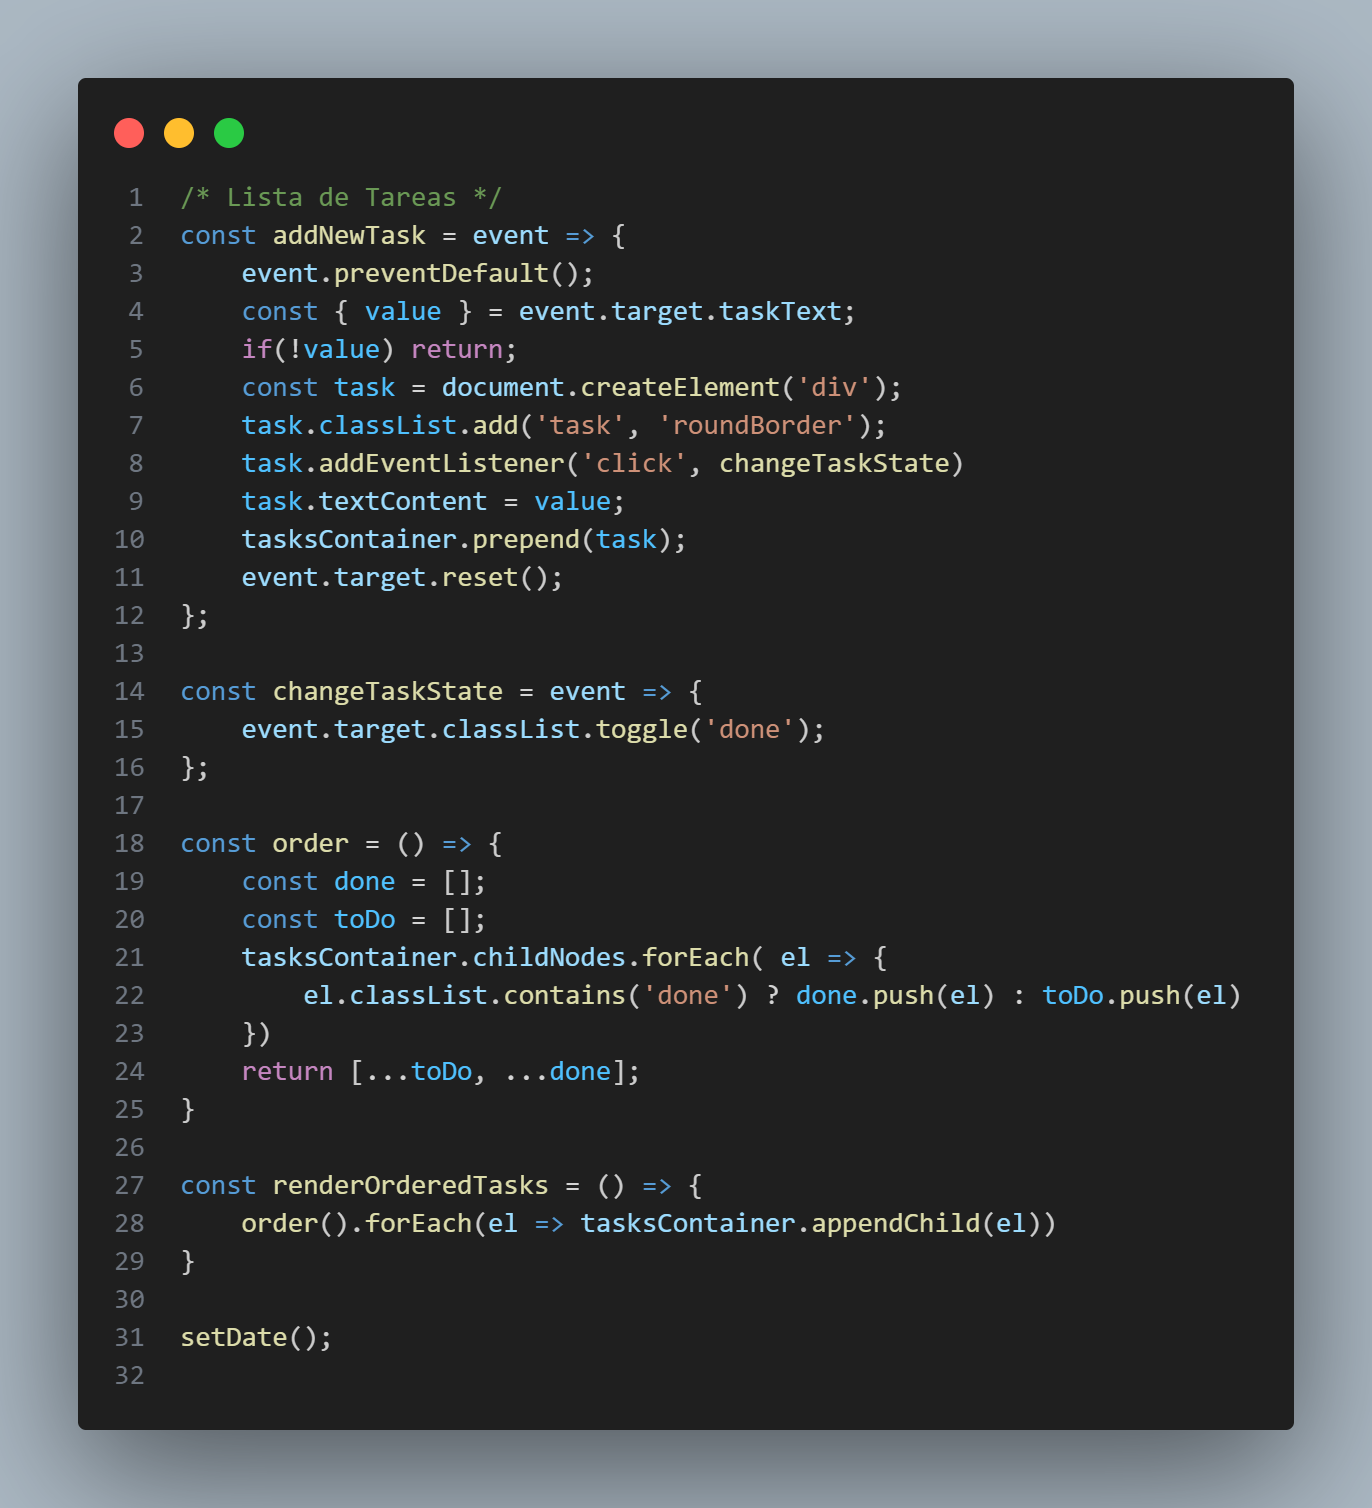 1 /* Lista de Tareas */
2 const addNewTask = event => {
3     event.preventDefault();
4     const { value } = event.target.taskText;
5     if(!value) return;
6     const task = document.createElement('div');
7     task.classList.add('task', 'roundBorder');
8     task.addEventListener('click', changeTaskState)
9     task.textContent = value;
10     tasksContainer.prepend(task);
11     event.target.reset();
12 };
13
14 const changeTaskState = event => {
15     event.target.classList.toggle('done');
16 };
17
18 const order = () => {
19     const done = [];
20     const toDo = [];
21     tasksContainer.childNodes.forEach( el => {
22         el.classList.contains('done') ? done.push(el) : toDo.push(el)
23     })
24     return [...toDo, ...done];
25 }
26
27 const renderOrderedTasks = () => {
28     order().forEach(el => tasksContainer.appendChild(el))
29 }
30
31 setDate();
32